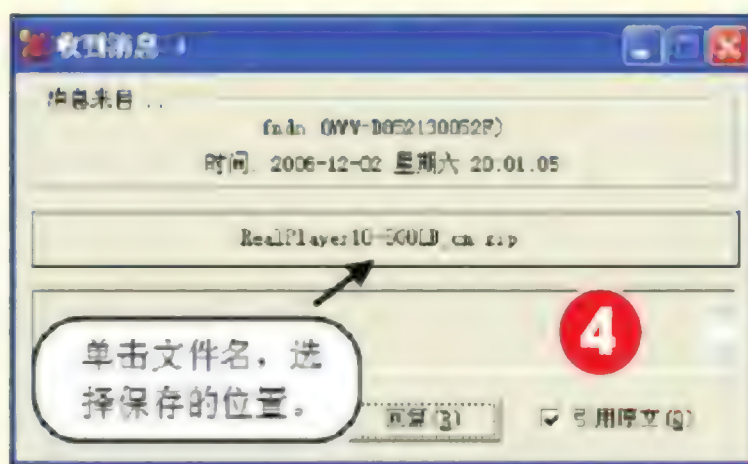 收到消息
消息来自 ..
fndn
时间. 2006-12-02 星期六 20.01.05
RealPlayer10-5GOLD_cn zip
4
单击文件名，选
择保存的位置。
回复(R)
引用原文(Q)